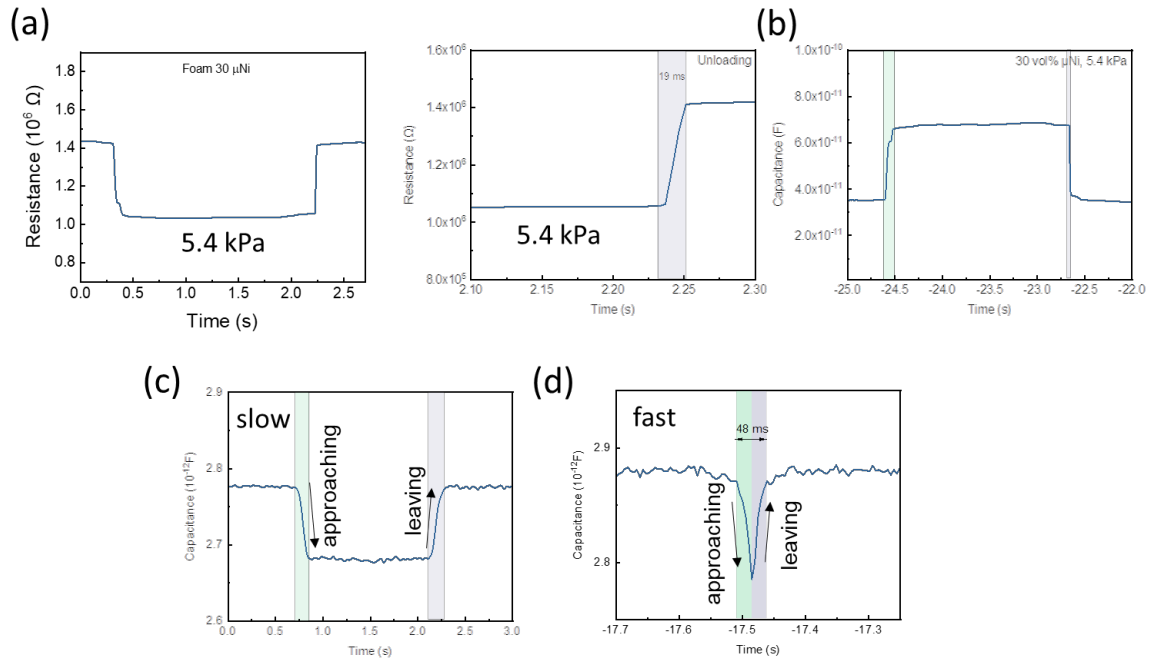 (a)
Foam 30 μNi
1.8
1.6
1.4
1.2
1.0
0.8
Resistance (10⁶ Ω)
5.4 kPa
0.0 0.5 1.0 1.5 2.0 2.5
Time (s)
Unloading
19 ms
1.6x10⁶
1.4x10⁶
1.2x10⁶
1.0x10⁶
8.0x10⁵
Resistance (Ω)
5.4 kPa
2.10 2.15 2.20 2.25 2.30
Time (s)
(b)
30 vol% μNi, 5.4 kPa
1.0x10⁻¹⁰
8.0x10⁻¹¹
6.0x10⁻¹¹
4.0x10⁻¹¹
2.0x10⁻¹¹
Capacitance (F)
-25.0 -24.5 -24.0 -23.5 -23.0 -22.5 -22.0
Time (s)
(c)
slow
2.9
2.8
2.7
2.6
Capacitance (10⁻¹²F)
approaching
leaving
0.0 0.5 1.0 1.5 2.0 2.5 3.0
Time (s)
(d)
fast
48 ms
2.9
2.8
Capacitance (10⁻¹²F)
approaching
leaving
-17.7 -17.6 -17.5 -17.4 -17.3
Time (s)